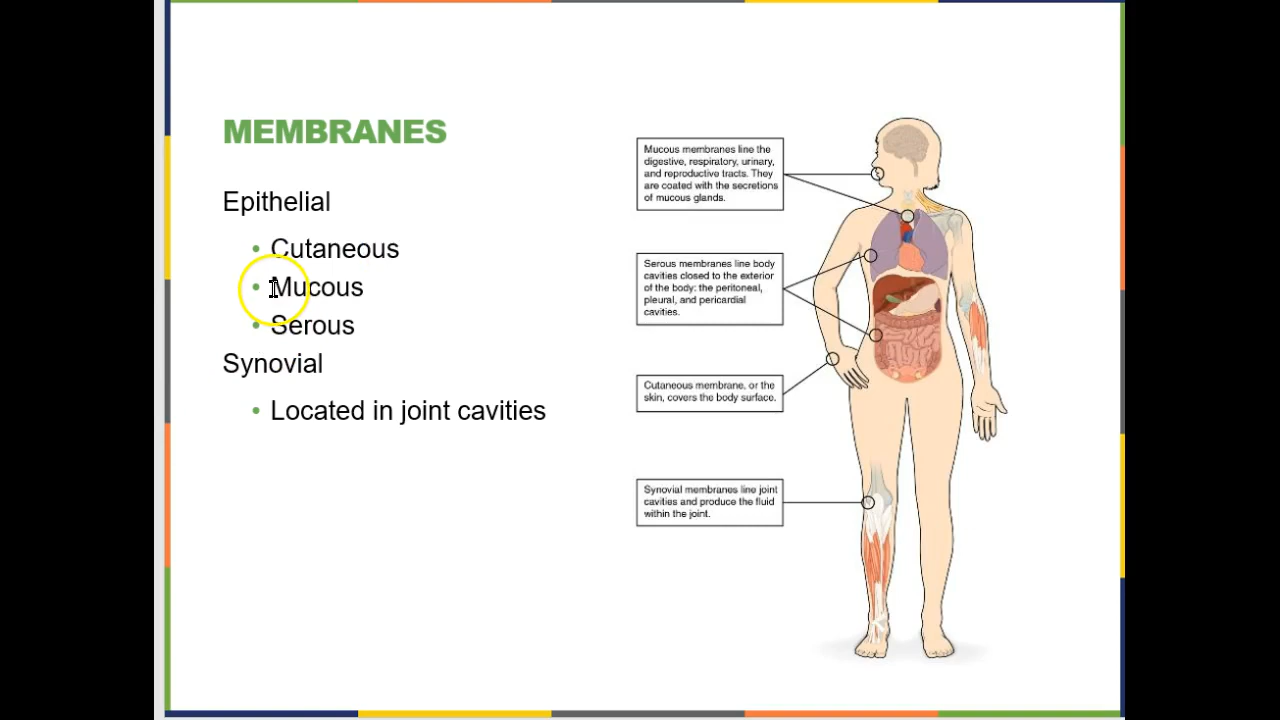 MEMBRANES
Epithelial
• Cutaneous
• Mucous
• Serous
Synovial
• Located in joint cavities
Mucous membranes line the
digestive, respiratory, urinary,
and reproductive tracts. They
are coated with the secretions
of mucous glands.
Serous membranes line body
cavities closed to the exterior
of the body: the peritoneal,
pleural, and pericardial
cavities.
Cutaneous membrane, or the
skin, covers the body surface.
Synovial membranes line joint
cavities and produce the fluid
within the joint.